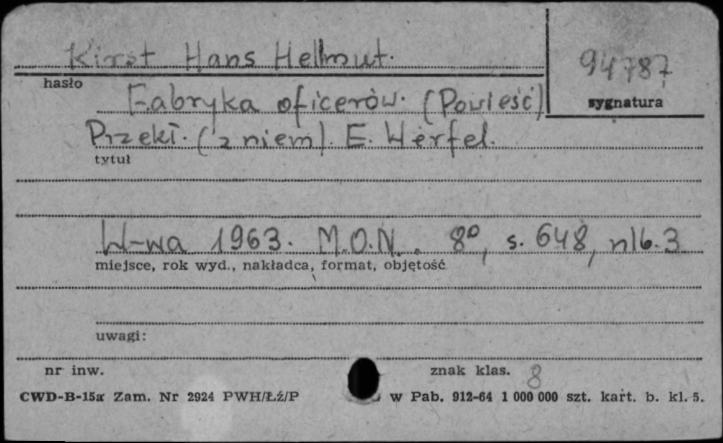 Kirst Hans Hellmut.
94787
hasło
sygnatura
Fabryka oficerów. (Powieść)
Przekł. (z niem). E. Werfel.
tytuł
W-wa 1963. M.O.N. . 8°, s. 648, nlb. 3
miejsce, rok wyd., nakładca, format, objętość
uwagi:
nr inw.
znak klas. 8
CWD-B-15a Zam. Nr 2924 PWH/Łź/P w Pab. 912-64 1 000 000 szt. kart. b. kl. 5.